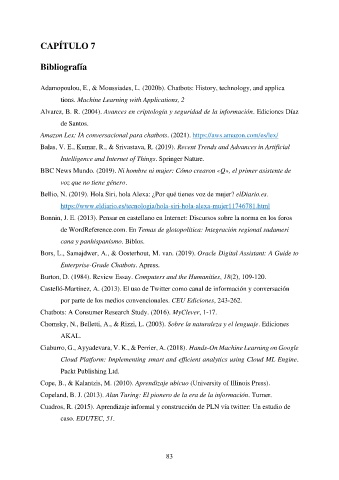 CAPÍTULO 7
Bibliografía
Adamopoulou, E., & Moussiades, L. (2020b). Chatbots: History, technology, and applica
tions. Machine Learning with Applications, 2
Alvarez, B. R. (2004). Avances en criptología y seguridad de la información. Ediciones Díaz
de Santos.
Amazon Lex: IA conversacional para chatbots. (2021). https://aws.amazon.com/es/lex/
Balas, V. E., Kumar, R., & Srivastava, R. (2019). Recent Trends and Advances in Artificial
Intelligence and Internet of Things. Springer Nature.
BBC News Mundo. (2019). Ni hombre ni mujer: Cómo crearon «Q», el primer asistente de
voz que no tiene género.
Bellio, N. (2019). Hola Siri, hola Alexa: ¿Por qué tienes voz de mujer? elDiario.es.
https://www.eldiario.es/tecnologia/hola-siri-hola-alexa-mujer11746781.html
Bonnin, J. E. (2013). Pensar en castellano en Internet: Discursos sobre la norma en los foros
de WordReference.com. En Temas de glotopolítica: Integración regional sudameri
cana y panhispanismo. Biblos.
Bors, L., Samajdwer, A., & Oosterhout, M. van. (2019). Oracle Digital Assistant: A Guide to
Enterprise-Grade Chatbots. Apress.
Burton, D. (1984). Review Essay. Computers and the Humanities, 18(2), 109-120.
Castelló-Martínez, A. (2013). El uso de Twitter como canal de información y conversación
por parte de los medios convencionales. CEU Ediciones, 243-262.
Chatbots: A Consumer Research Study. (2016). MyClever, 1-17.
Chomsky, N., Belletti, A., & Rizzi, L. (2003). Sobre la naturaleza y el lenguaje. Ediciones
AKAL.
Ciaburro, G., Ayyadevara, V. K., & Perrier, A. (2018). Hands-On Machine Learning on Google
Cloud Platform: Implementing smart and efficient analytics using Cloud ML Engine.
Packt Publishing Ltd.
Cope, B., & Kalantzis, M. (2010). Aprendizaje ubicuo (University of Illinois Press).
Copeland, B. J. (2013). Alan Turing: El pionero de la era de la información. Turner.
Cuadros, R. (2015). Aprendizaje informal y construcción de PLN vía twitter: Un estudio de
caso. EDUTEC, 51.
83